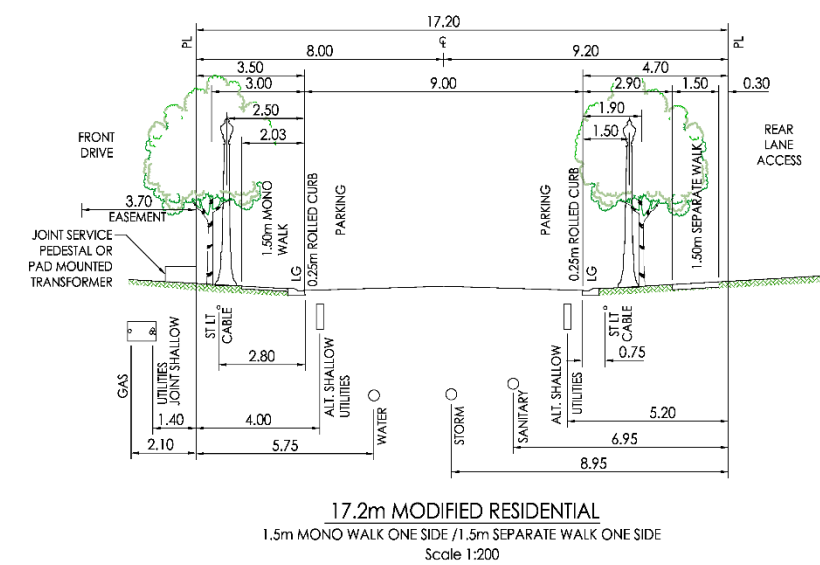 17.20
PL
℄
PL
8.00
9.20
3.50
4.70
3.00
9.00
2.90
1.50
0.30
2.50
1.90
2.03
1.50
FRONT
DRIVE
REAR
LANE
ACCESS
3.70
EASEMENT
1.50m MONO
WALK
0.25m ROLLED CURB
PARKING
PARKING
0.25m ROLLED CURB
1.50m SEPARATE WALK
JOINT SERVICE
PEDESTAL OR
PAD MOUNTED
TRANSFORMER
LG
LG
ST LT
CABLE
ST LT
CABLE
2.80
0.75
GAS
UTILITIES
JOINT SHALLOW
ALT. SHALLOW
UTILITIES
WATER
STORM
SANITARY
ALT. SHALLOW
UTILITIES
1.40
4.00
5.20
2.10
5.75
6.95
8.95
17.2m MODIFIED RESIDENTIAL
1.5m MONO WALK ONE SIDE /1.5m SEPARATE WALK ONE SIDE
Scale 1:200